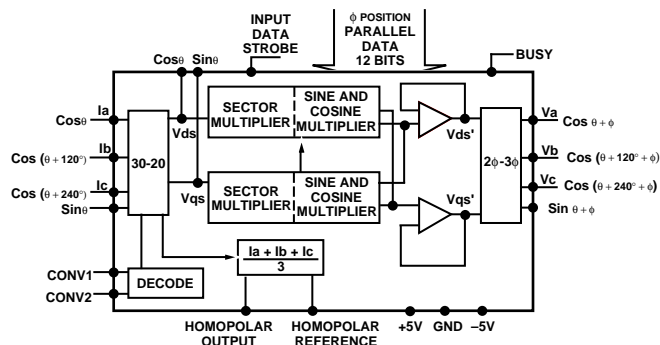 INPUT
DATA
STROBE
ϕ POSITION
PARALLEL
DATA
12 BITS
BUSY
Cosθ
Sinθ
Cosθ
Ia
Cos (θ+120°)
Ib
Cos (θ+240°)
Ic
Sinθ
30-20
Vds
Vqs
SECTOR
MULTIPLIER
SINE AND
COSINE
MULTIPLIER
SECTOR
MULTIPLIER
SINE AND
COSINE
MULTIPLIER
Vds'
Vqs'
2ϕ-3ϕ
Va
Cos θ+ϕ
Vb
Cos (θ+120°+ϕ)
Vc
Cos (θ+240°+ϕ)
Sin θ+ϕ
CONV1
CONV2
DECODE
Ia + Ib + Ic
3
HOMOPOLAR
OUTPUT
HOMOPOLAR
REFERENCE
+5V
GND
–5V